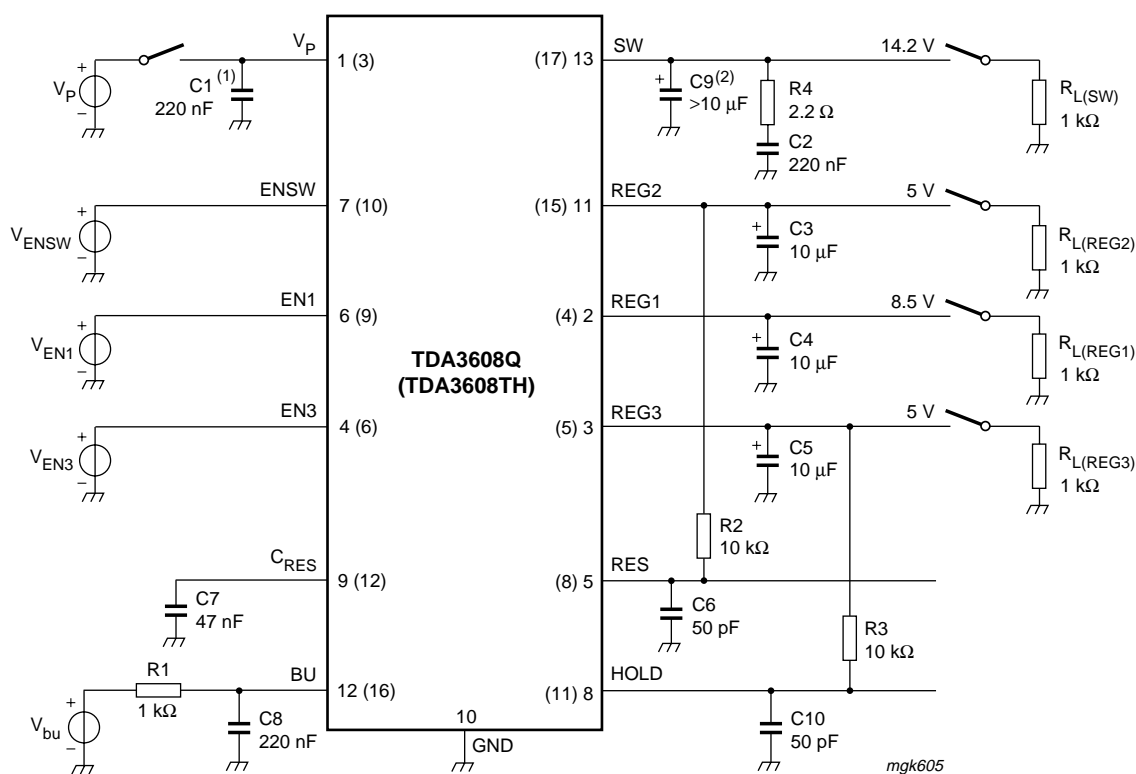 V_P
SW
1 (3)
(17) 13
14.2 V
+
V_P
−
C1 (1)
220 nF
+
C9 (2)
>10 μF
R4
2.2 Ω
C2
220 nF
R_L(SW)
1 kΩ
ENSW
REG2
7 (10)
(15) 11
5 V
+
V_ENSW
−
+
C3
10 μF
R_L(REG2)
1 kΩ
EN1
REG1
6 (9)
(4) 2
8.5 V
+
V_EN1
−
TDA3608Q
(TDA3608TH)
+
C4
10 μF
R_L(REG1)
1 kΩ
EN3
REG3
4 (6)
(5) 3
5 V
+
V_EN3
−
+
C5
10 μF
R_L(REG3)
1 kΩ
R2
10 kΩ
C_RES
RES
9 (12)
(8) 5
C7
47 nF
C6
50 pF
R3
10 kΩ
R1
1 kΩ
BU
HOLD
12 (16)
(11) 8
+
V_bu
−
C8
220 nF
10
GND
C10
50 pF
mgk605